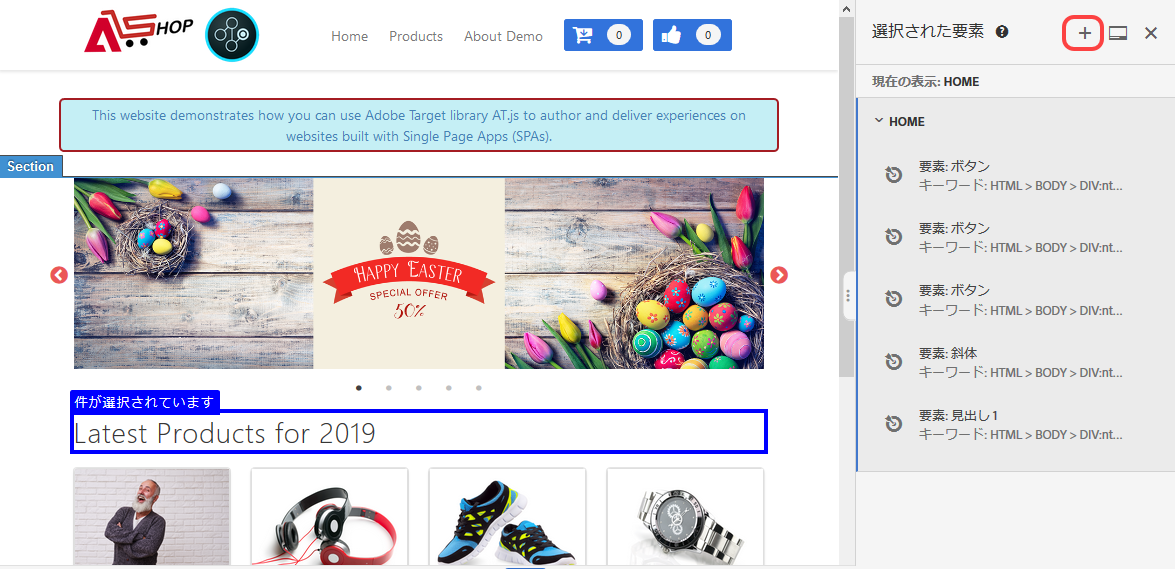 ASHOP
Home
Products
About Demo
0
0
This website demonstrates how you can use Adobe Target library AT.js to author and deliver experiences on
websites built with Single Page Apps (SPAs).
Section
HAPPY EASTER
SPECIAL OFFER
50%
件が選択されています
Latest Products for 2019
選択された要素
現在の表示: HOME
HOME
要素: ボタン
キーワード: HTML > BODY > DIV:nt...
要素: ボタン
キーワード: HTML > BODY > DIV:nt...
要素: ボタン
キーワード: HTML > BODY > DIV:nt...
要素: 斜体
キーワード: HTML > BODY > DIV:nt...
要素: 見出し1
キーワード: HTML > BODY > DIV:nt...